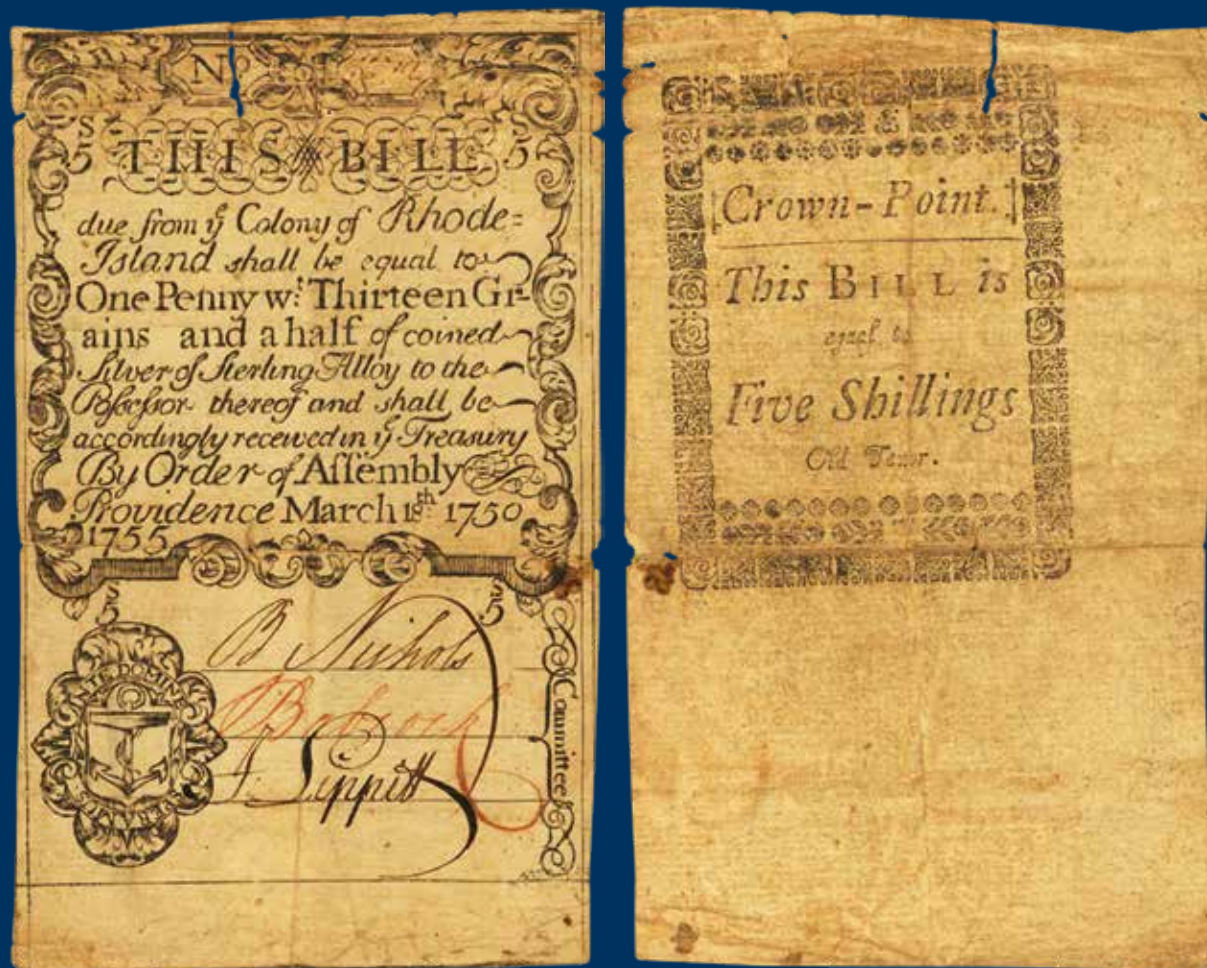 No
S
5 THIS BILL 5
due from yͤ Colony of Rhode-
Island shall be equal to
One Penny wͭ: Thirteen Gr-
ains and a half of coined
Silver of Sterling Alloy to the
Poſſeſſor thereof and shall be
accordingly received in yͤ Treasury
By Order of Aſſembly
Providence March 18th 1750
1755
5 5
B Nichols
Babcock
J. Lippitt
Committee
Crown-Point.
This BILL is
equal to
Five Shillings
Old Tenor.